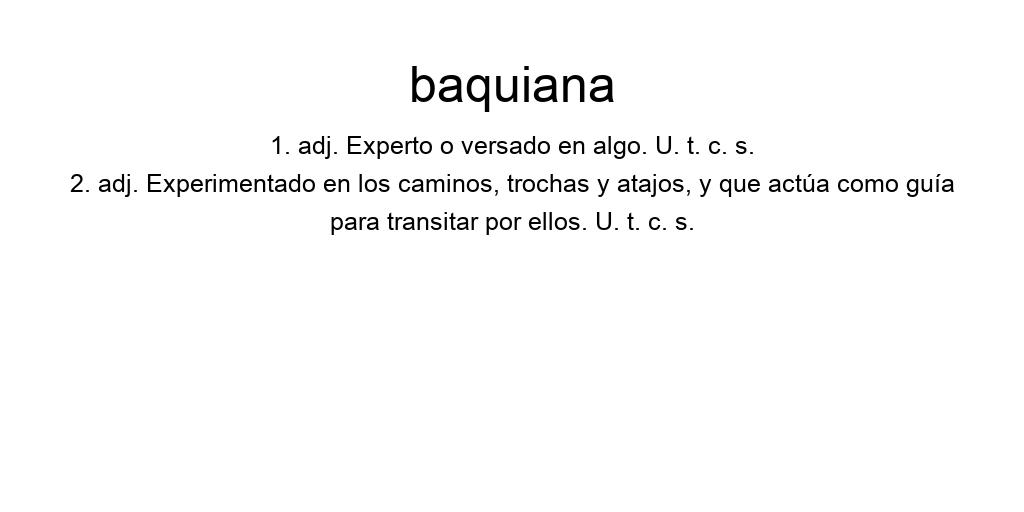 baquiana
1. adj. Experto o versado en algo. U. t. c. s.
2. adj. Experimentado en los caminos, trochas y atajos, y que actúa como guía
para transitar por ellos. U. t. c. s.